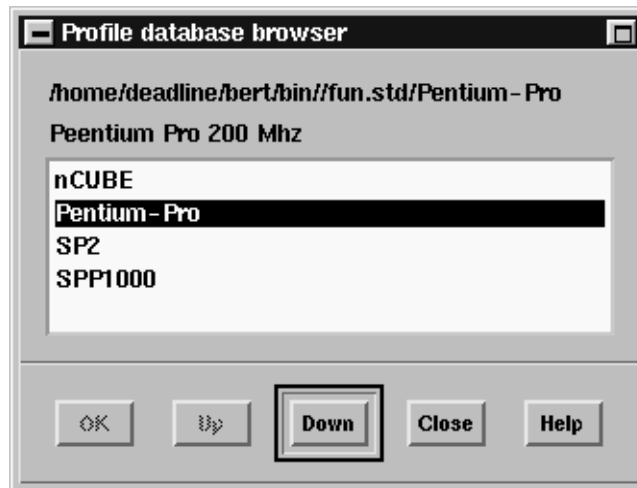 Profile database browser
/home/deadline/bert/bin//fun.std/Pentium-Pro
Peentium Pro 200 Mhz
nCUBE
Pentium-Pro
SP2
SPP1000
OK Up Down Close Help